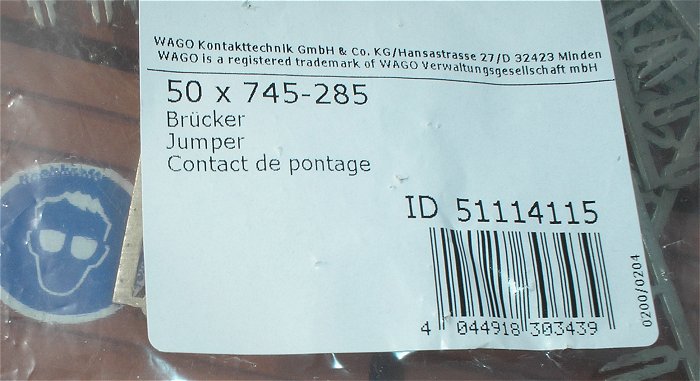 WAGO Kontakttechnik GmbH & Co. KG/Hansastrasse 27/D 32423 Minden
WAGO is a registered trademark of WAGO Verwaltungsgesellschaft mbH
50 x 745-285
Brücker
Jumper
Contact de pontage
ID 51114115
4 044918 303439
0200/0204